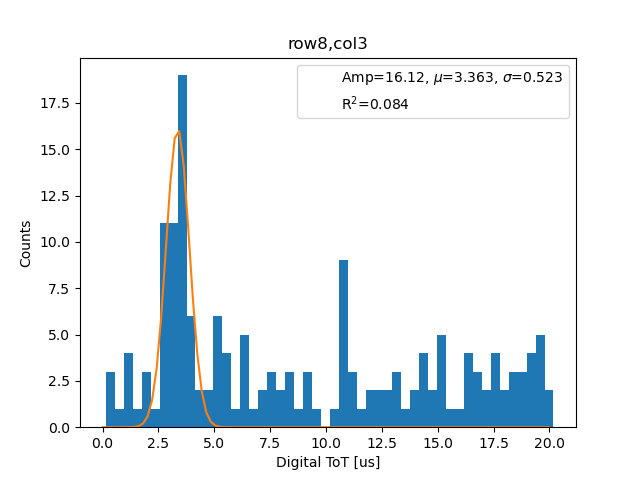 row8,col3
Amp=16.12, μ=3.363, σ=0.523
R²=0.084
17.5
15.0
12.5
10.0
7.5
5.0
2.5
0.0
Counts
0.0 2.5 5.0 7.5 10.0 12.5 15.0 17.5 20.0
Digital ToT [us]